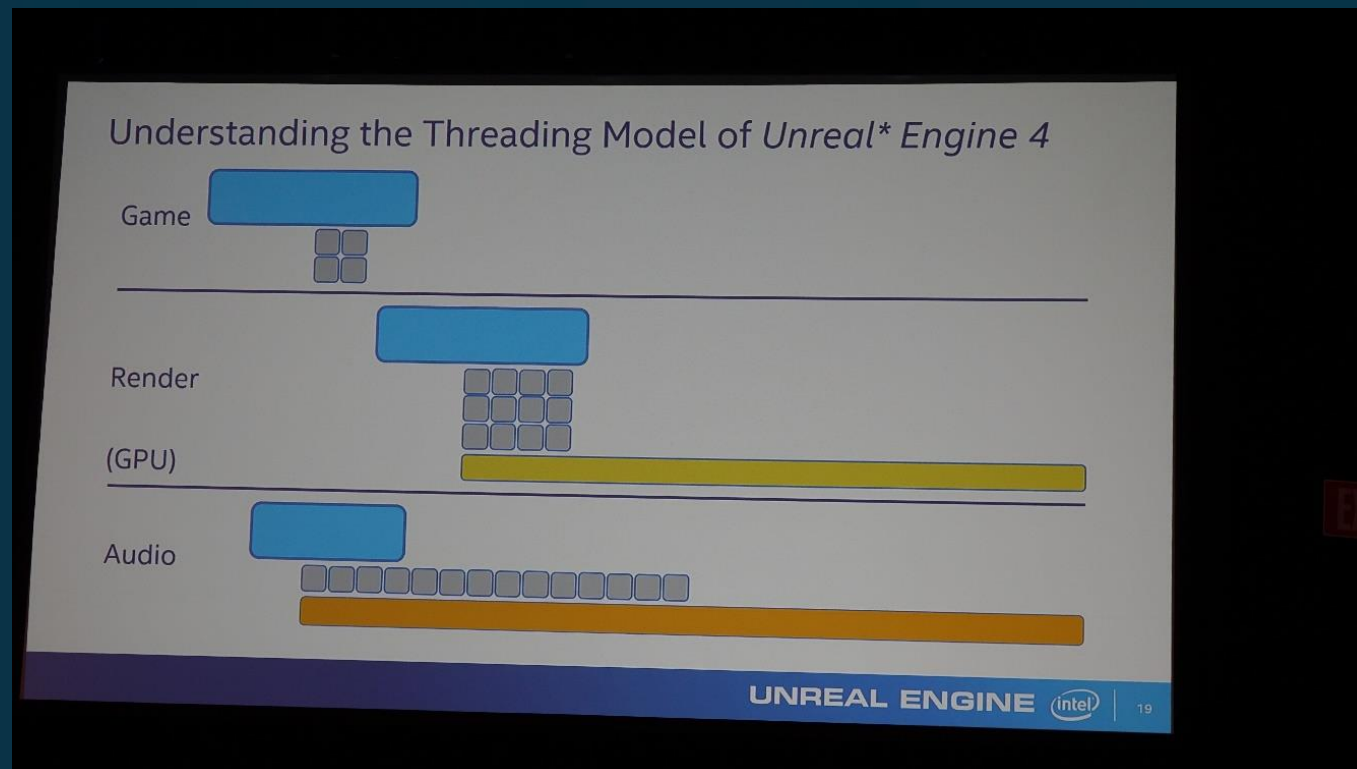 Understanding the Threading Model of Unreal* Engine 4
Game
Render
(GPU)
Audio
UNREAL ENGINE intel 19